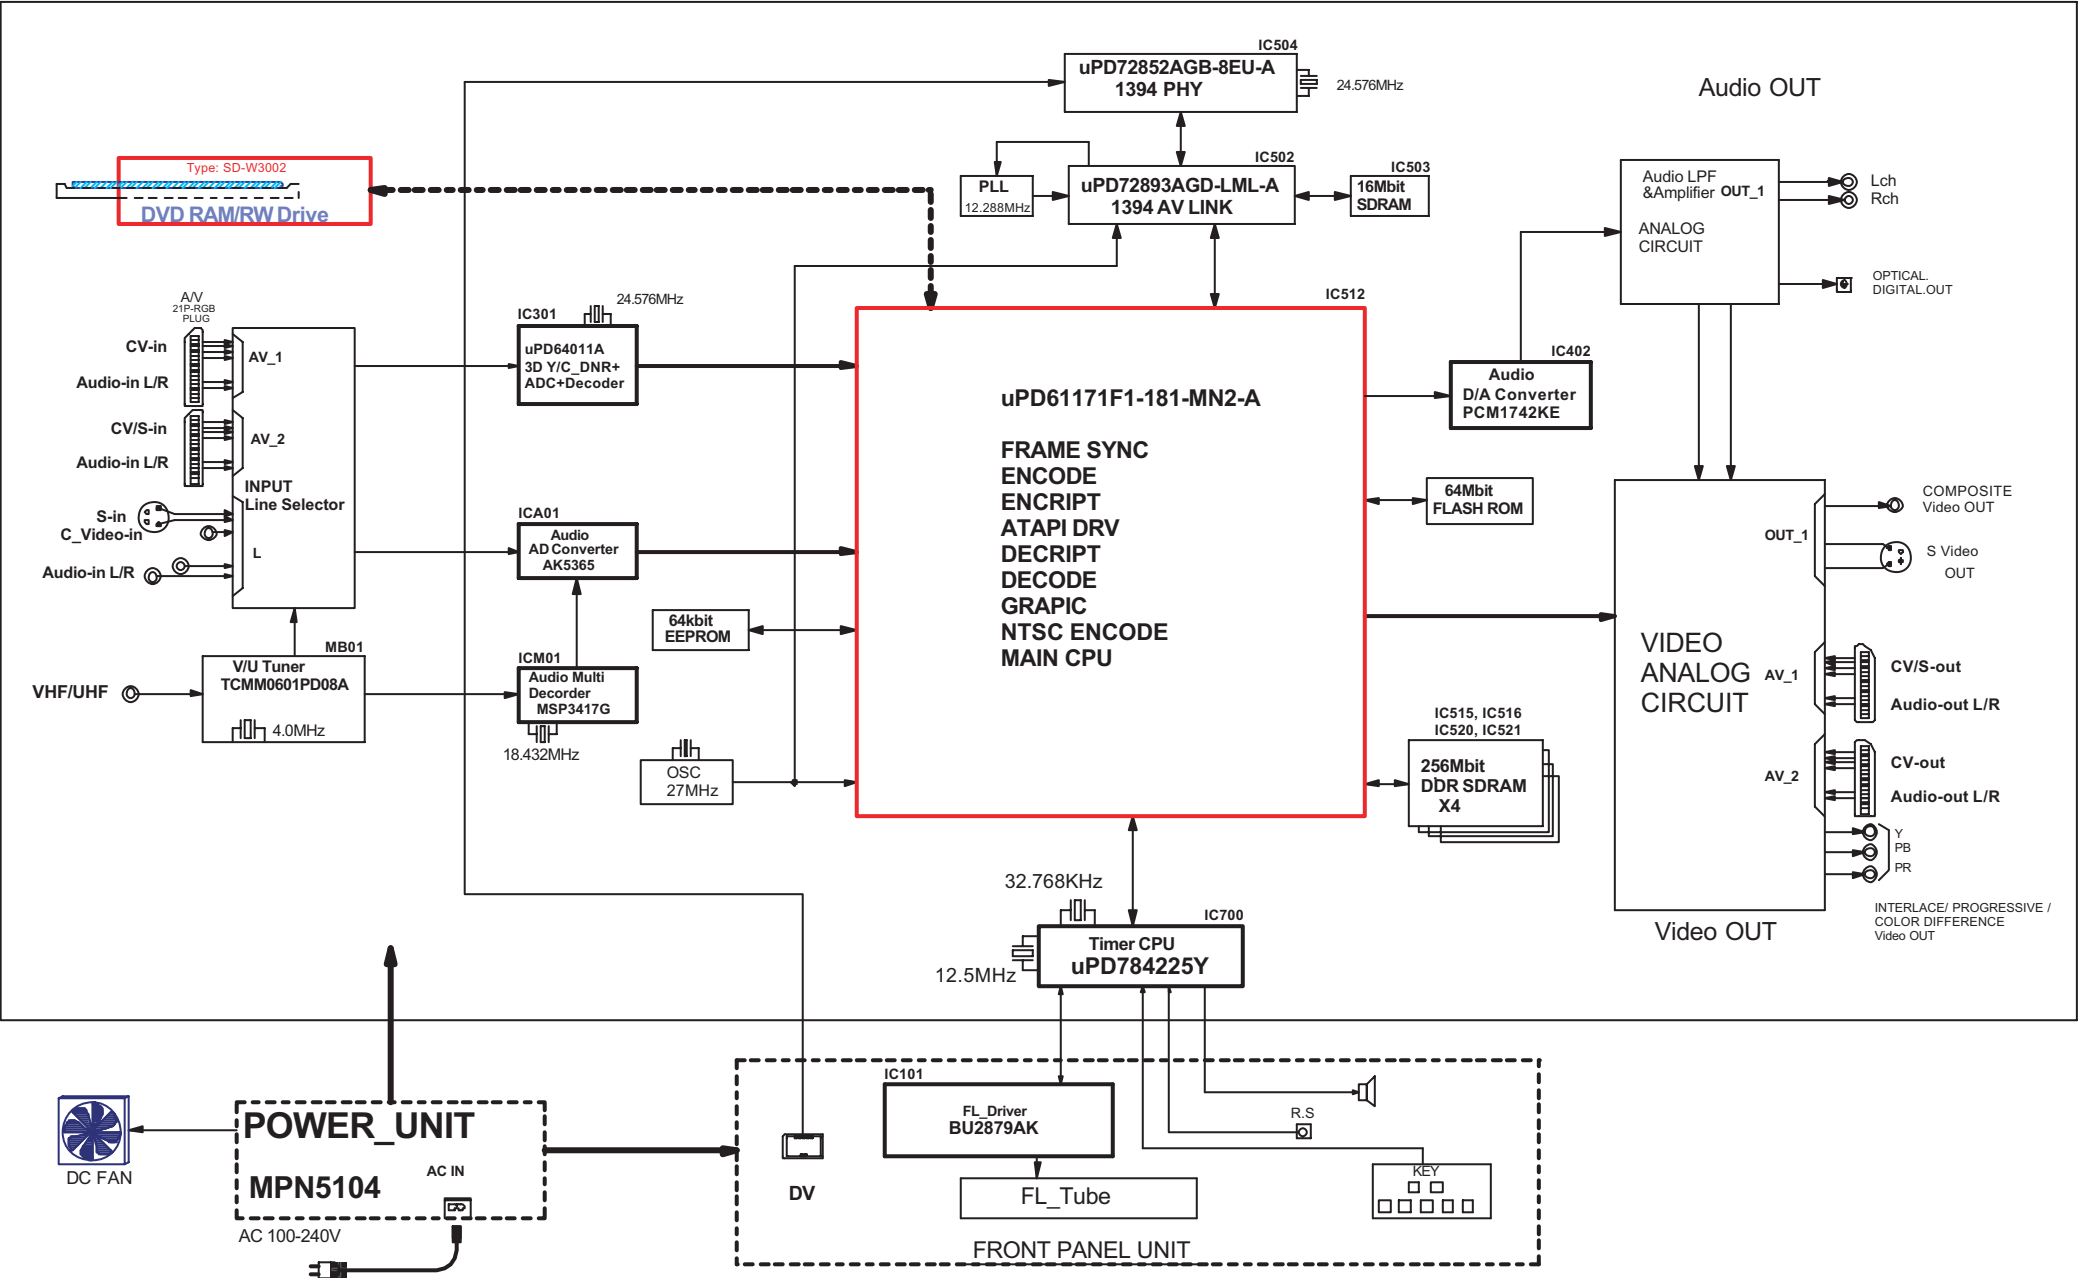 IC504
uPD72852AGB-8EU-A
1394 PHY
24.576MHz
Audio OUT
Type: SD-W3002
DVD RAM/RW Drive
PLL
12.288MHz
IC502
uPD72893AGD-LML-A
1394 AV LINK
IC503
16Mbit
SDRAM
Audio LPF
&Amplifier OUT_1
ANALOG
CIRCUIT
Lch
Rch
OPTICAL.
DIGITAL.OUT
A/V
21P-RGB
PLUG
CV-in
Audio-in L/R
AV_1
CV/S-in
Audio-in L/R
AV_2
INPUT
Line Selector
S-in
C_Video-in
L
Audio-in L/R
IC301
24.576MHz
uPD64011A
3D Y/C_DNR+
ADC+Decoder
ICA01
Audio
AD Converter
AK5365
64kbit
EEPROM
MB01
V/U Tuner
TCMM0601PD08A
4.0MHz
VHF/UHF
ICM01
Audio Multi
Decorder
MSP3417G
18.432MHz
OSC
27MHz
IC512
uPD61171F1-181-MN2-A
FRAME SYNC
ENCODE
ENCRIPT
ATAPI DRV
DECRIPT
DECODE
GRAPIC
NTSC ENCODE
MAIN CPU
IC402
Audio
D/A Converter
PCM1742KE
64Mbit
FLASH ROM
IC515, IC516
IC520, IC521
256Mbit
DDR SDRAM
X4
OUT_1
COMPOSITE
Video OUT
S Video
OUT
VIDEO
ANALOG
CIRCUIT
AV_1
CV/S-out
Audio-out L/R
AV_2
CV-out
Audio-out L/R
Y
PB
PR
INTERLACE/ PROGRESSIVE /
COLOR DIFFERENCE
Video OUT
Video OUT
32.768KHz
IC700
Timer CPU
uPD784225Y
12.5MHz
DC FAN
POWER_UNIT
MPN5104
AC IN
AC 100-240V
DV
IC101
FL_Driver
BU2879AK
FL_Tube
R.S
KEY
FRONT PANEL UNIT